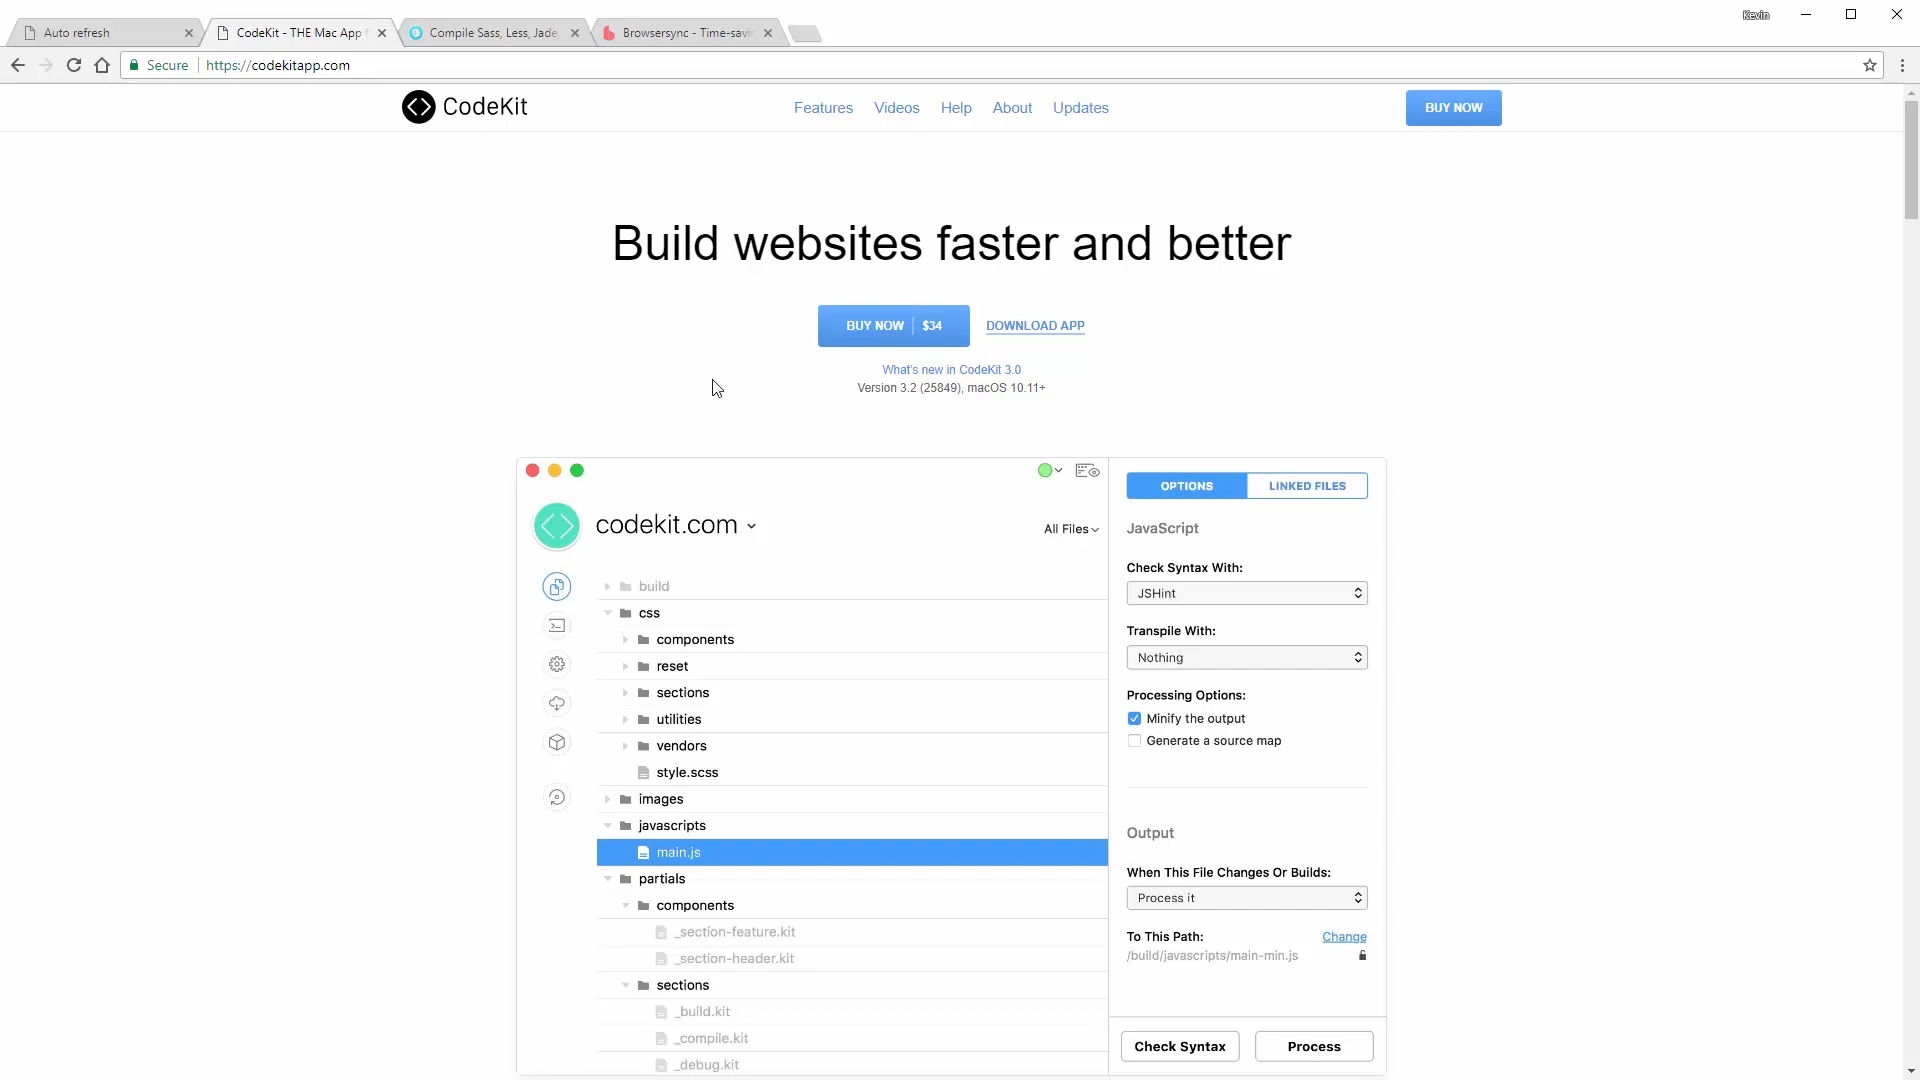 Kevin
Auto refresh
CodeKit - THE Mac App f
Compile Sass, Less, Jade
Browsersync - Time-savin
Secure
https://codekitapp.com
CodeKit
Features
Videos
Help
About
Updates
BUY NOW
Build websites faster and better
BUY NOW $34
DOWNLOAD APP
What's new in CodeKit 3.0
Version 3.2 (25849), macOS 10.11+
codekit.com
All Files
build
css
components
reset
sections
utilities
vendors
style.scss
images
javascripts
main.js
partials
components
_section-feature.kit
_section-header.kit
sections
_build.kit
_compile.kit
_debug.kit
OPTIONS
LINKED FILES
JavaScript
Check Syntax With:
JSHint
Transpile With:
Nothing
Processing Options:
Minify the output
Generate a source map
Output
When This File Changes Or Builds:
Process it
To This Path:
Change
/build/javascripts/main-min.js
Check Syntax
Process